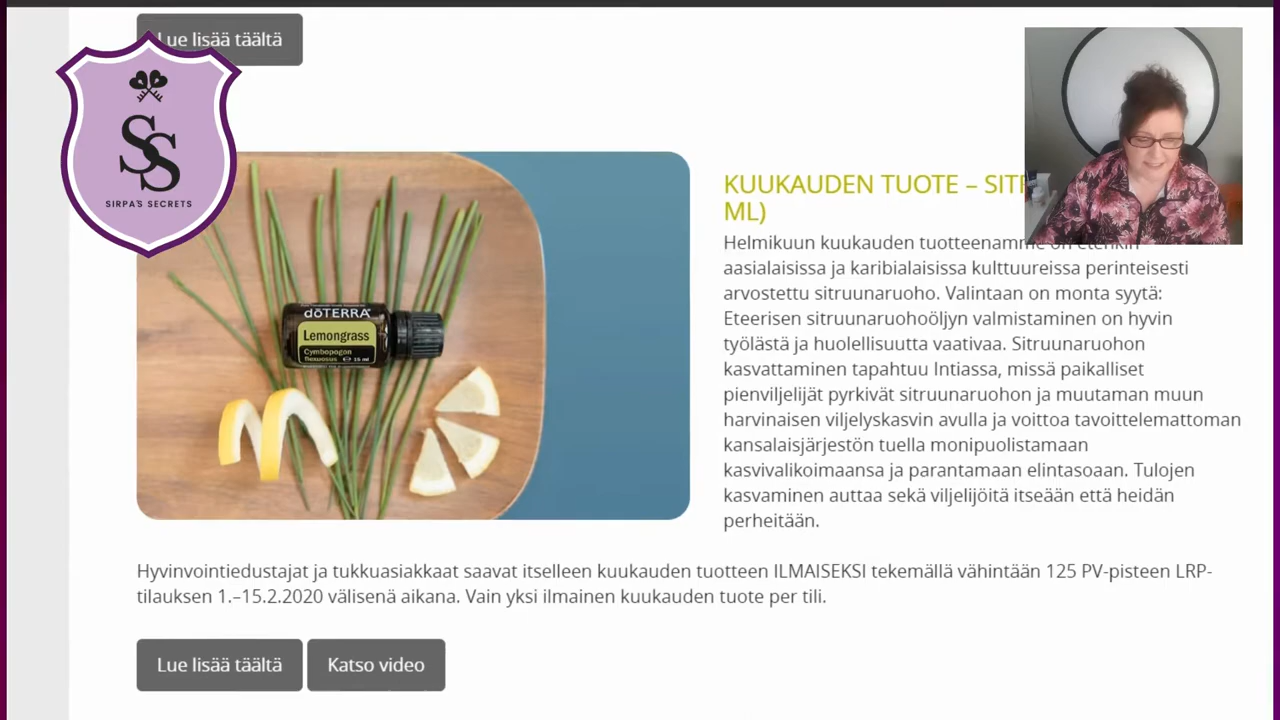 Lue lisää täältä
SS
SIRPA'S SECRETS
dōTERRA
Lemongrass
Cymbopogon
flexuosus 15 ml
KUUKAUDEN TUOTE –
ML)
Helmikuun kuukauden tuotteenamme on etenkin
aasialaisissa ja karibialaisissa kulttuureissa perinteisesti
arvostettu sitruunaruoho. Valintaan on monta syytä:
Eteerisen sitruunaruohoöljyn valmistaminen on hyvin
työlästä ja huolellisuutta vaativaa. Sitruunaruohon
kasvattaminen tapahtuu Intiassa, missä paikalliset
pienviljelijät pyrkivät sitruunaruohon ja muutaman muun
harvinaisen viljelyskasvin avulla ja voittoa tavoittelemattoman
kansalaisjärjestön tuella monipuolistamaan
kasvivalikoimaansa ja parantamaan elintasoaan. Tulojen
kasvaminen auttaa sekä viljelijöitä itseään että heidän
perheitään.
Hyvinvointiedustajat ja tukkuasiakkaat saavat itselleen kuukauden tuotteen ILMAISEKSI tekemällä vähintään 125 PV-pisteen LRP-
tilauksen 1.–15.2.2020 välisenä aikana. Vain yksi ilmainen kuukauden tuote per tili.
Lue lisää täältä
Katso video